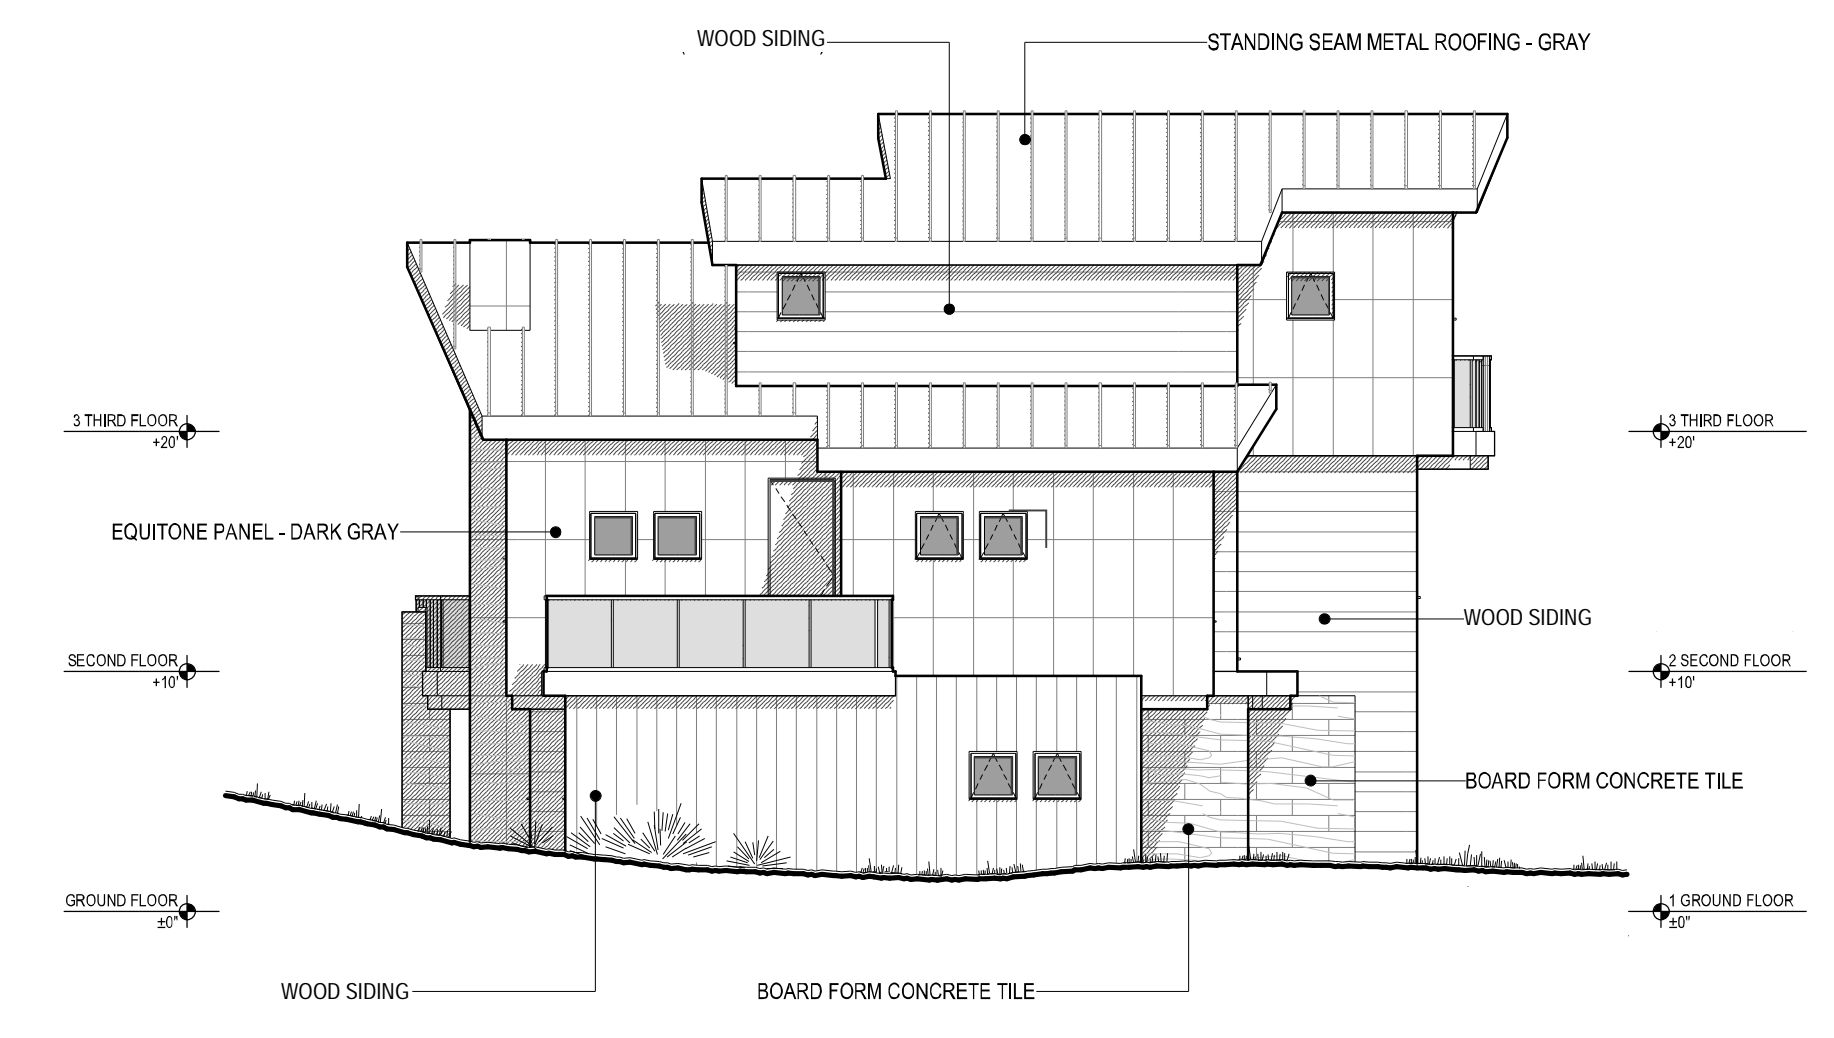 WOOD SIDING
STANDING SEAM METAL ROOFING - GRAY
3 THIRD FLOOR
+20'
3 THIRD FLOOR
+20'
EQUITONE PANEL - DARK GRAY
WOOD SIDING
SECOND FLOOR
+10'
2 SECOND FLOOR
+10'
BOARD FORM CONCRETE TILE
GROUND FLOOR
±0"
1 GROUND FLOOR
±0"
WOOD SIDING
BOARD FORM CONCRETE TILE